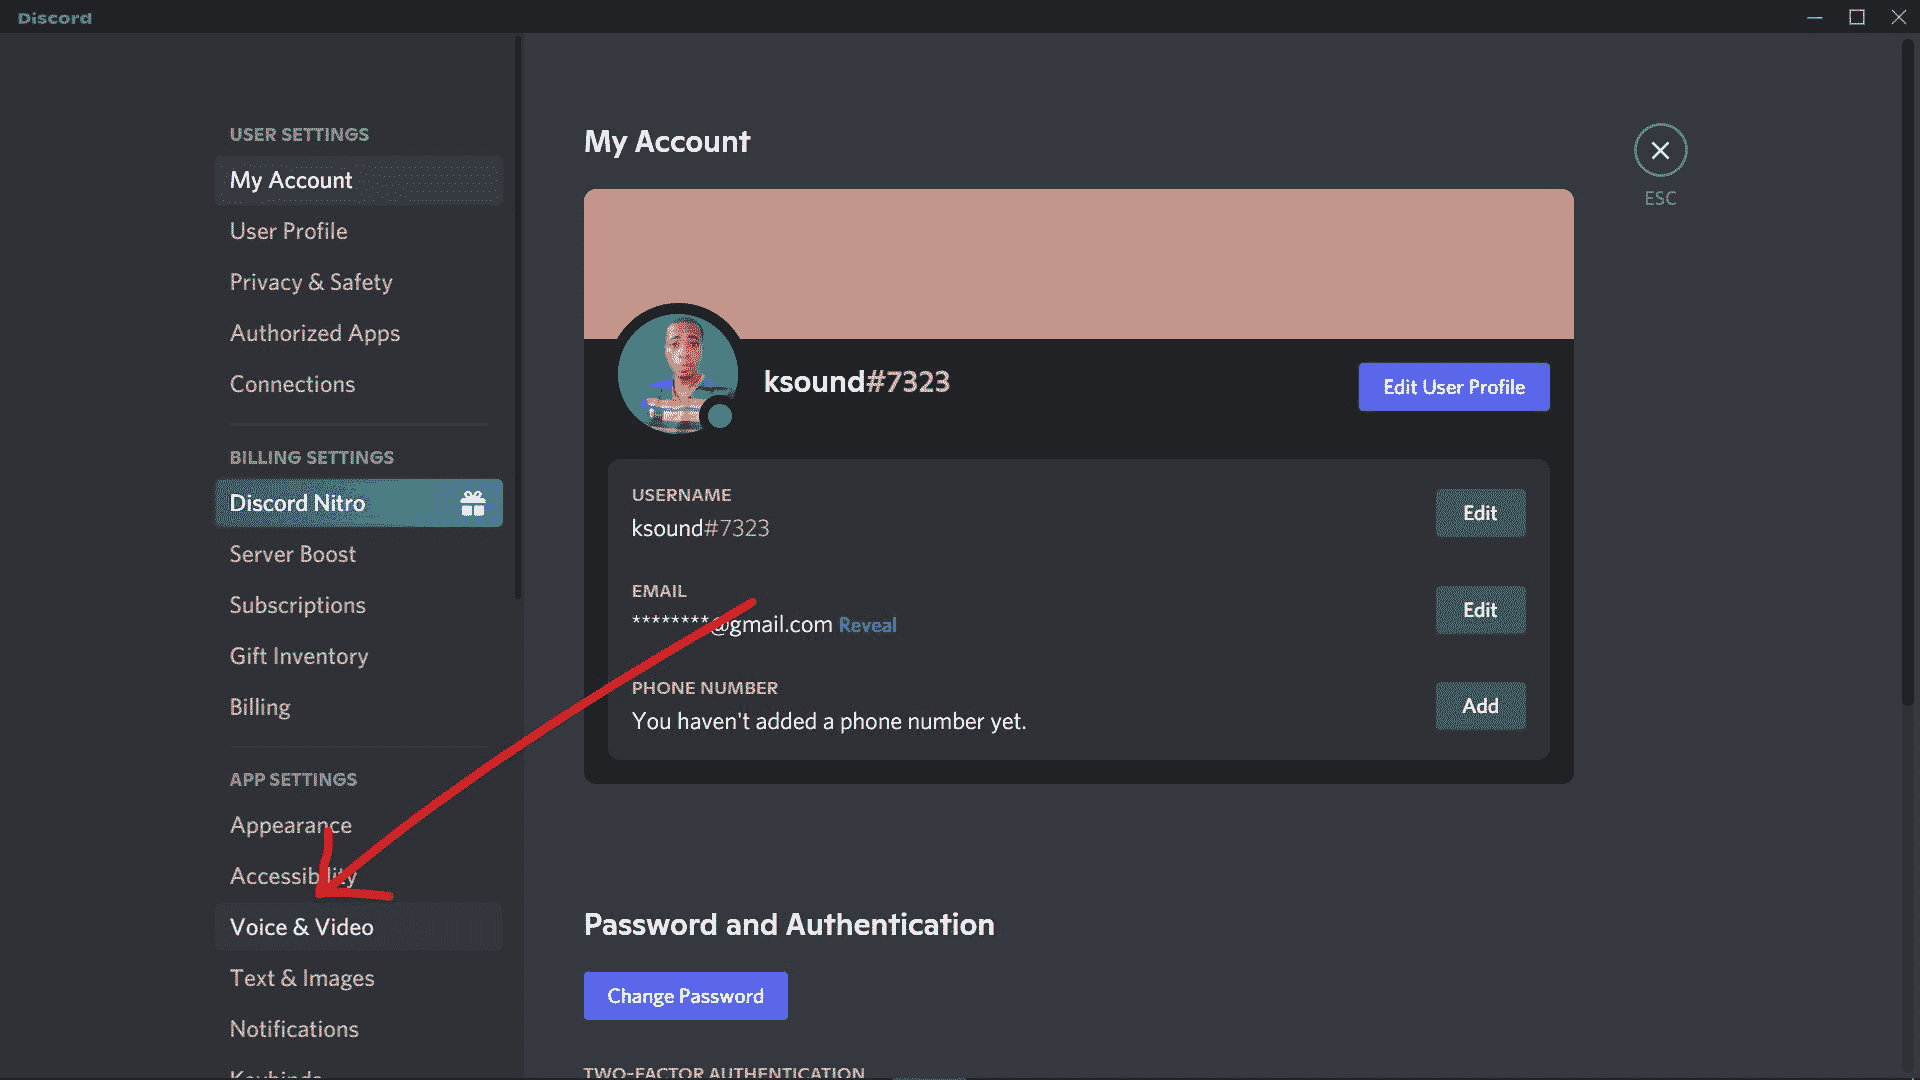 Discord
USER SETTINGS
My Account
User Profile
Privacy & Safety
Authorized Apps
Connections
BILLING SETTINGS
Discord Nitro
Server Boost
Subscriptions
Gift Inventory
Billing
APP SETTINGS
Appearance
Accessibility
Voice & Video
Text & Images
Notifications
Keybinds
My Account
ESC
ksound#7323
Edit User Profile
USERNAME
ksound#7323
Edit
EMAIL
********@gmail.com Reveal
Edit
PHONE NUMBER
You haven't added a phone number yet.
Add
Password and Authentication
Change Password
TWO-FACTOR AUTHENTICATION